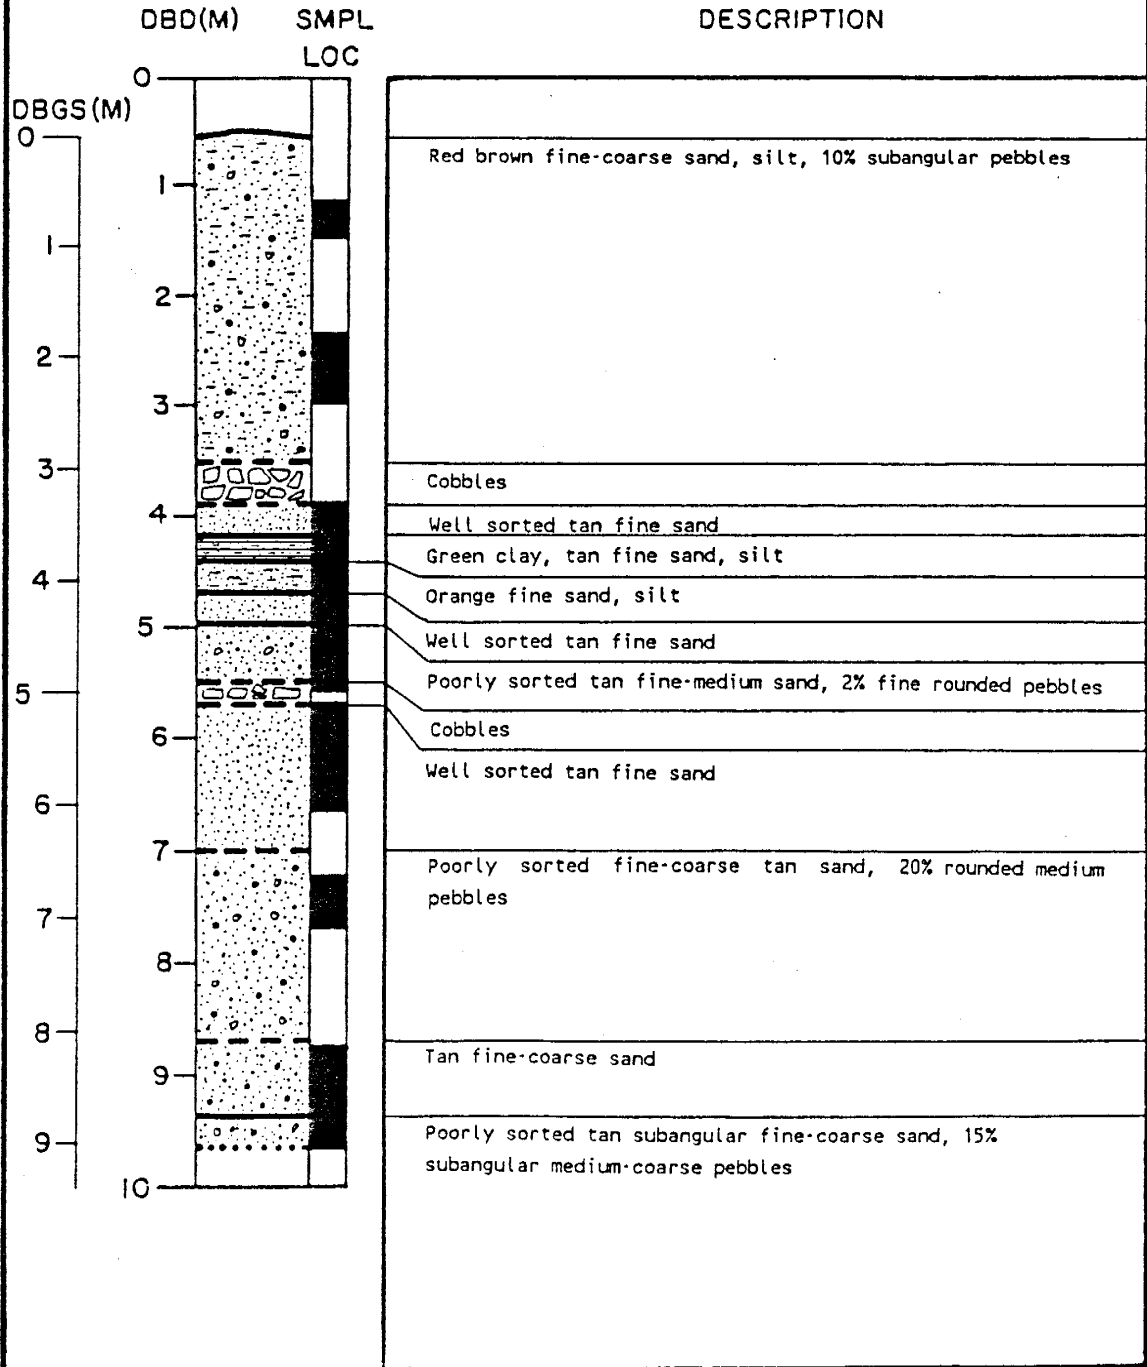 DBD(M) SMPL LOC DESCRIPTION
DBGS(M)
0
1
2
3
4
5
6
7
8
9
10
0
1
2
3
4
5
6
7
8
9
Red brown fine-coarse sand, silt, 10% subangular pebbles
Cobbles
Well sorted tan fine sand
Green clay, tan fine sand, silt
Orange fine sand, silt
Well sorted tan fine sand
Poorly sorted tan fine-medium sand, 2% fine rounded pebbles
Cobbles
Well sorted tan fine sand
Poorly sorted fine-coarse tan sand, 20% rounded medium
pebbles
Tan fine-coarse sand
Poorly sorted tan subangular fine-coarse sand, 15%
subangular medium-coarse pebbles